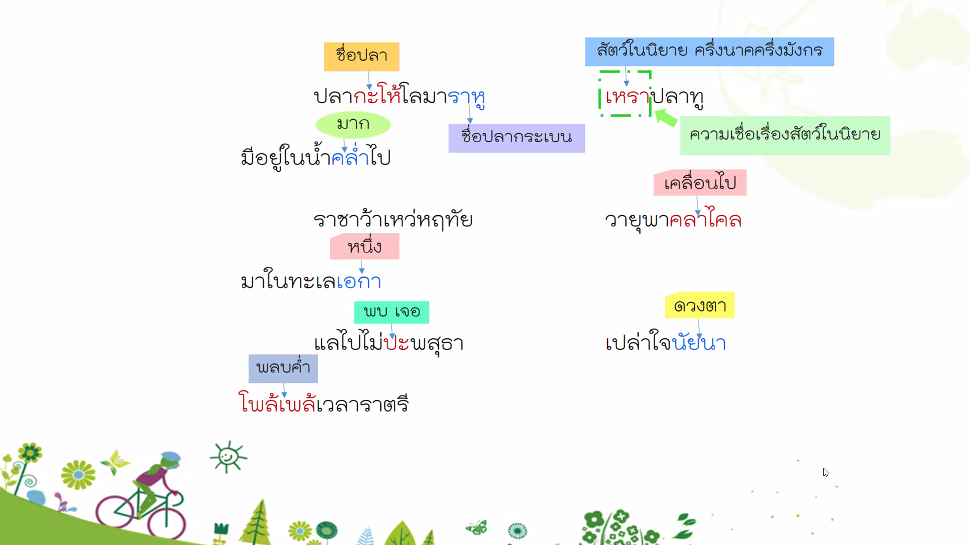 ชื่อปลา
สัตว์ในนิยาย ครึ่งนาคครึ่งมังกร
ปลากะโห้โลมาราหู
เหราปลาทู
มาก
ชื่อปลากระเบน
ความเชื่อเรื่องสัตว์ในนิยาย
มีอยู่ในน้ำคล่ำไป
เคลื่อนไป
ราชาว้าเหว่หฤทัย
วายุพาคลาไคล
หนึ่ง
มาในทะเลเอกา
พบ เจอ
ดวงตา
แลไปไม่ปะพสุธา
เปล่าใจนัยนา
พลบค่ำ
โพล้เพล้เวลาราตรี